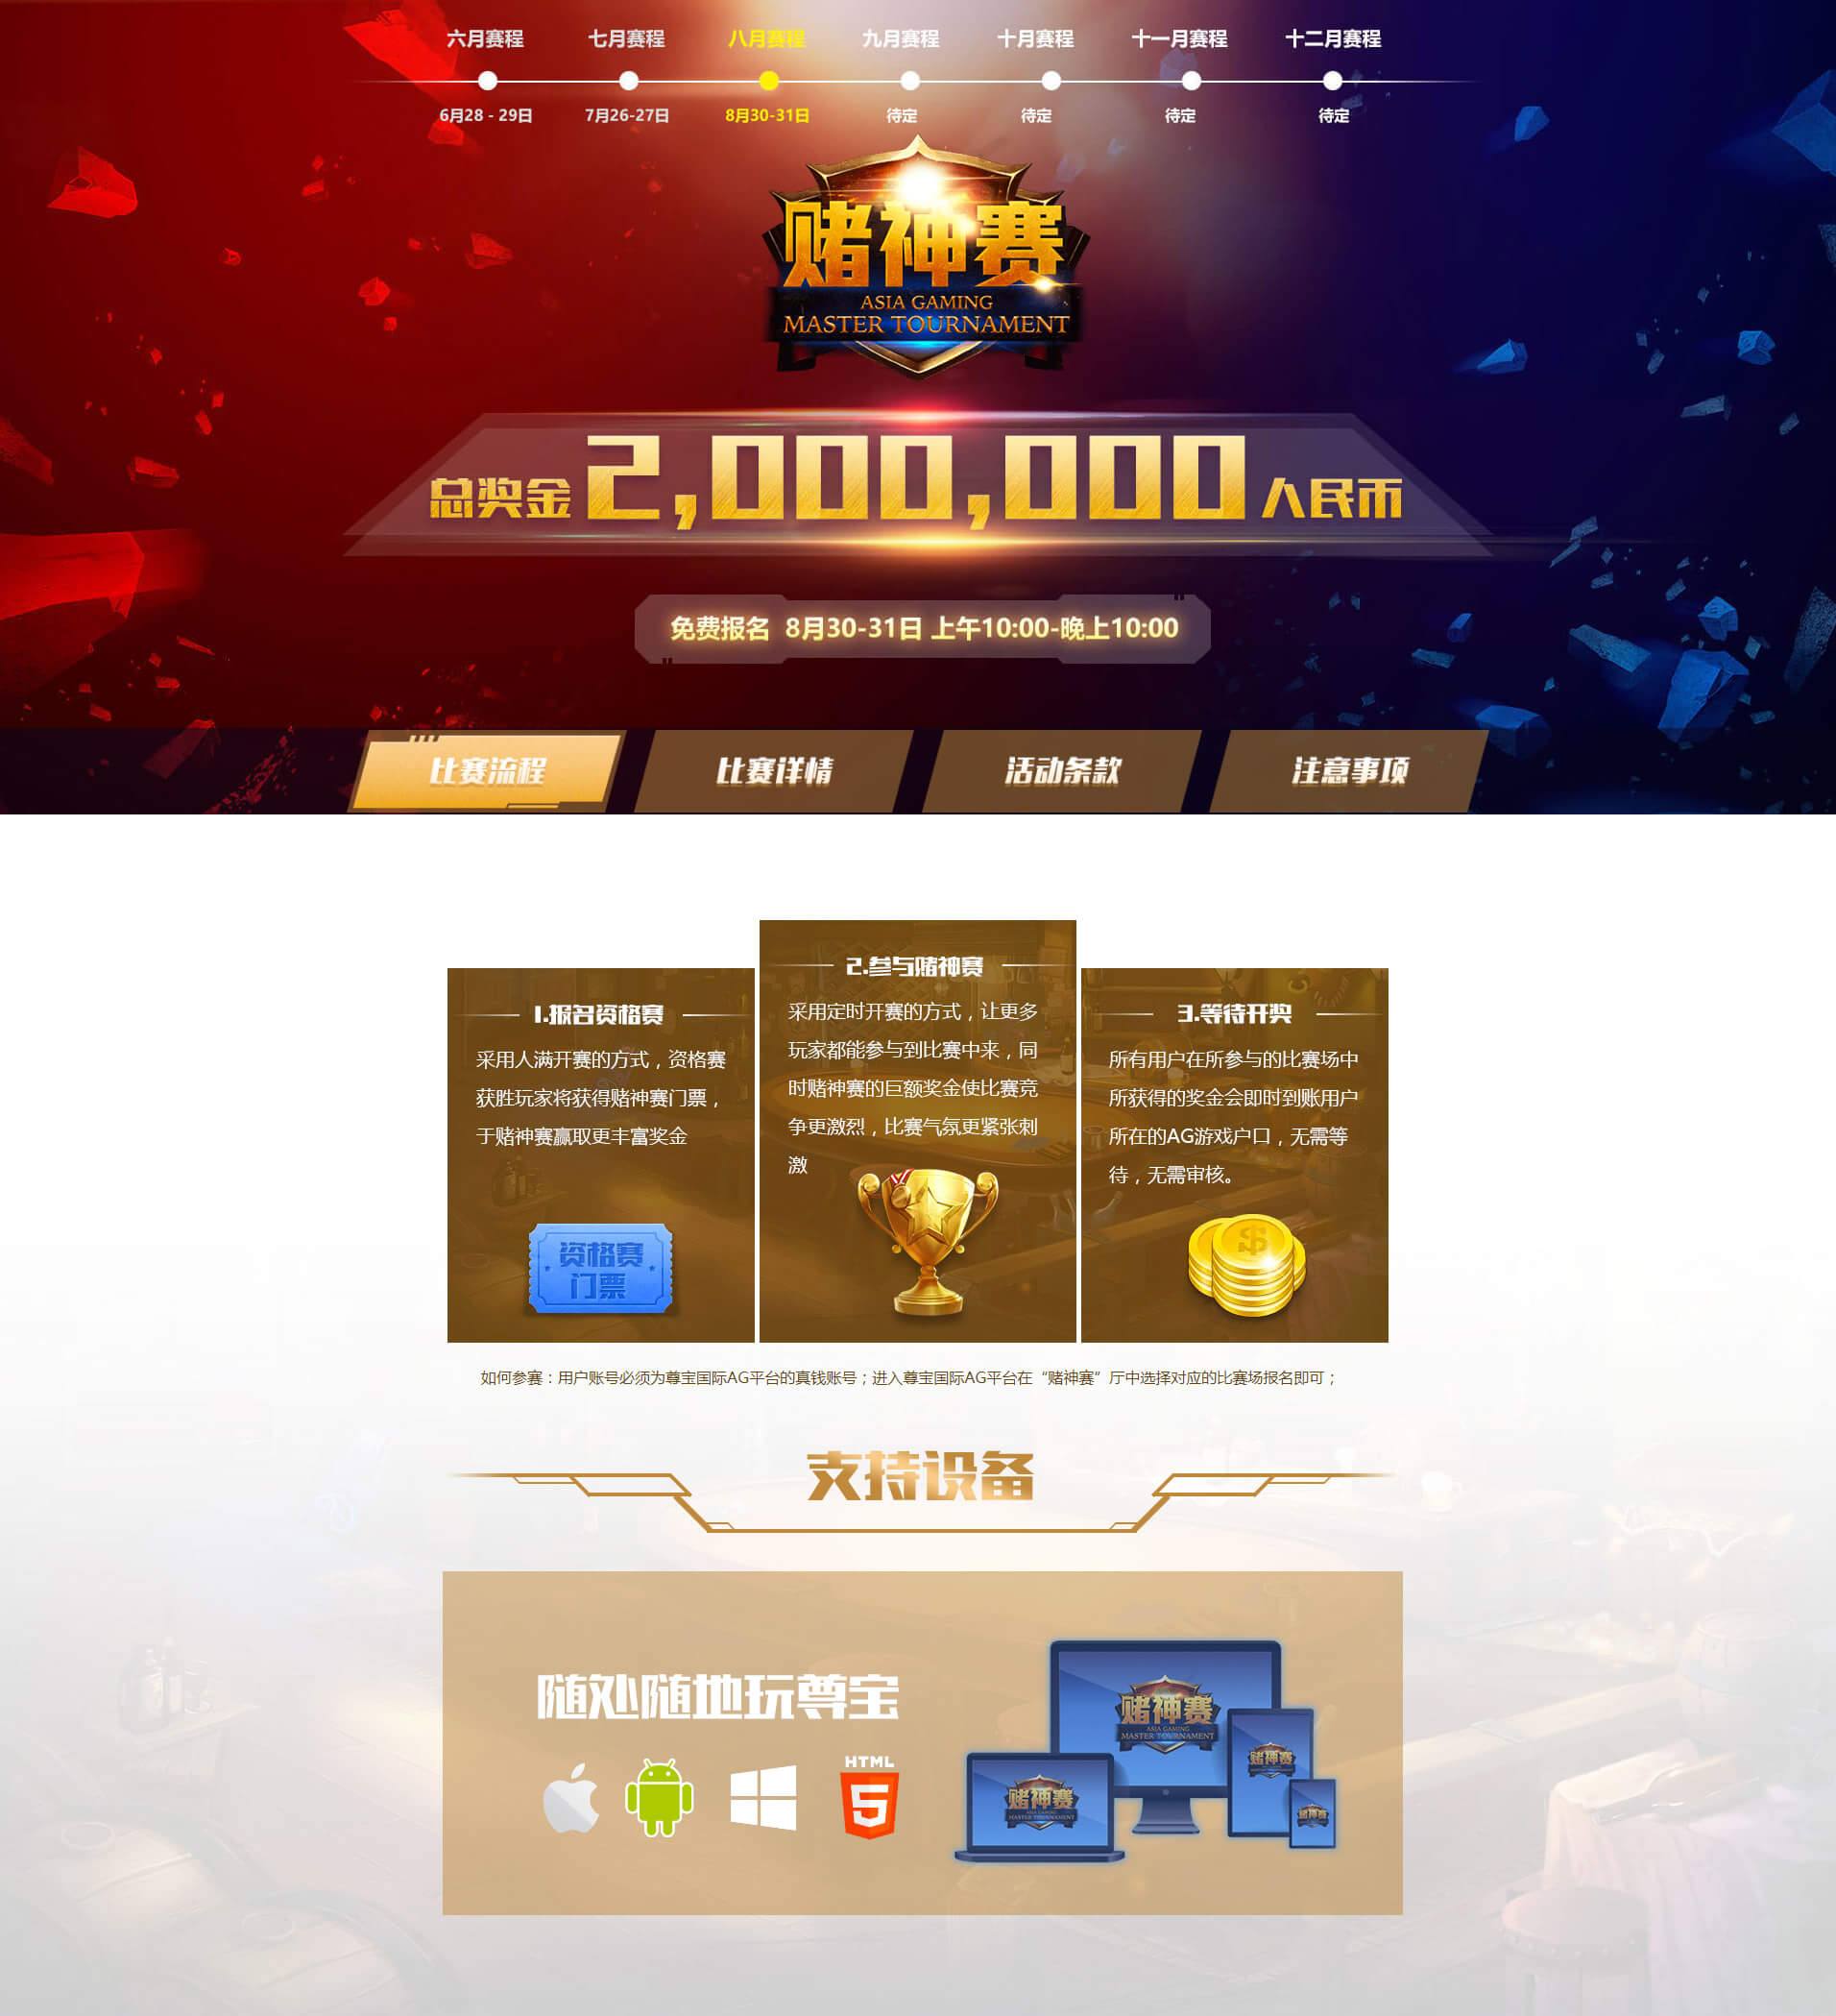 六月赛程 七月赛程 八月赛程 九月赛程 十月赛程 十一月赛程 十二月赛程
6月28 - 29日 7月26-27日 8月30-31日 待定 待定 待定 待定
赌神赛
ASIA GAMING
MASTER TOURNAMENT
总奖金 2,000,000 人民币
免费报名 8月30-31日 上午10:00-晚上10:00
比赛流程 比赛详情 活动条款 注意事项
1.报名资格赛
采用人满开赛的方式，资格赛
获胜玩家将获得赌神赛门票，
于赌神赛赢取更丰富奖金
资格赛
门票
2.参与赌神赛
采用定时开赛的方式，让更多
玩家都能参与到比赛中来，同
时赌神赛的巨额奖金使比赛竞
争更激烈，比赛气氛更紧张刺
激
3.等待开奖
所有用户在所参与的比赛场中
所获得的奖金会即时到账用户
所在的AG游戏户口，无需等
待，无需审核。
如何参赛：用户账号必须为尊宝国际AG平台的真钱账号；进入尊宝国际AG平台在“赌神赛”厅中选择对应的比赛场报名即可；
支持设备
随处随地玩尊宝
HTML
5
赌神赛
ASIA GAMING
MASTER TOURNAMENT
赌神赛
赌神赛
ASIA GAMING
MASTER TOURNAMENT
赌神赛